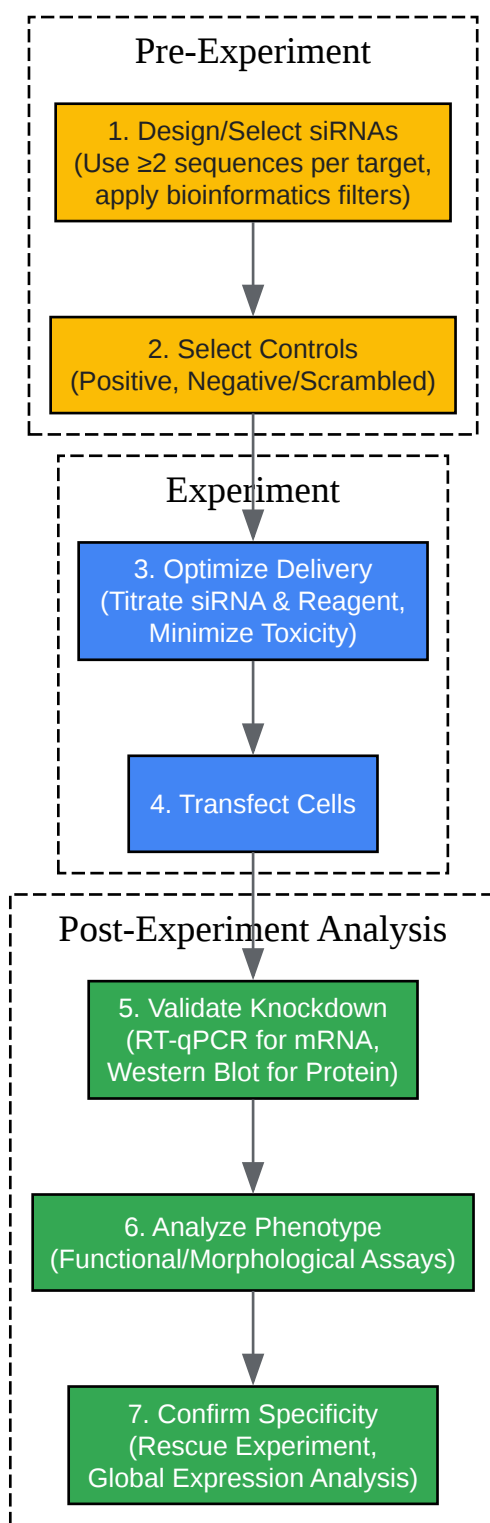 Pre-Experiment
1. Design/Select siRNAs
(Use ≥2 sequences per target,
apply bioinformatics filters)
2. Select Controls
(Positive, Negative/Scrambled)
Experiment
3. Optimize Delivery
(Titrate siRNA & Reagent,
Minimize Toxicity)
4. Transfect Cells
Post-Experiment Analysis
5. Validate Knockdown
(RT-qPCR for mRNA,
Western Blot for Protein)
6. Analyze Phenotype
(Functional/Morphological Assays)
7. Confirm Specificity
(Rescue Experiment,
Global Expression Analysis)